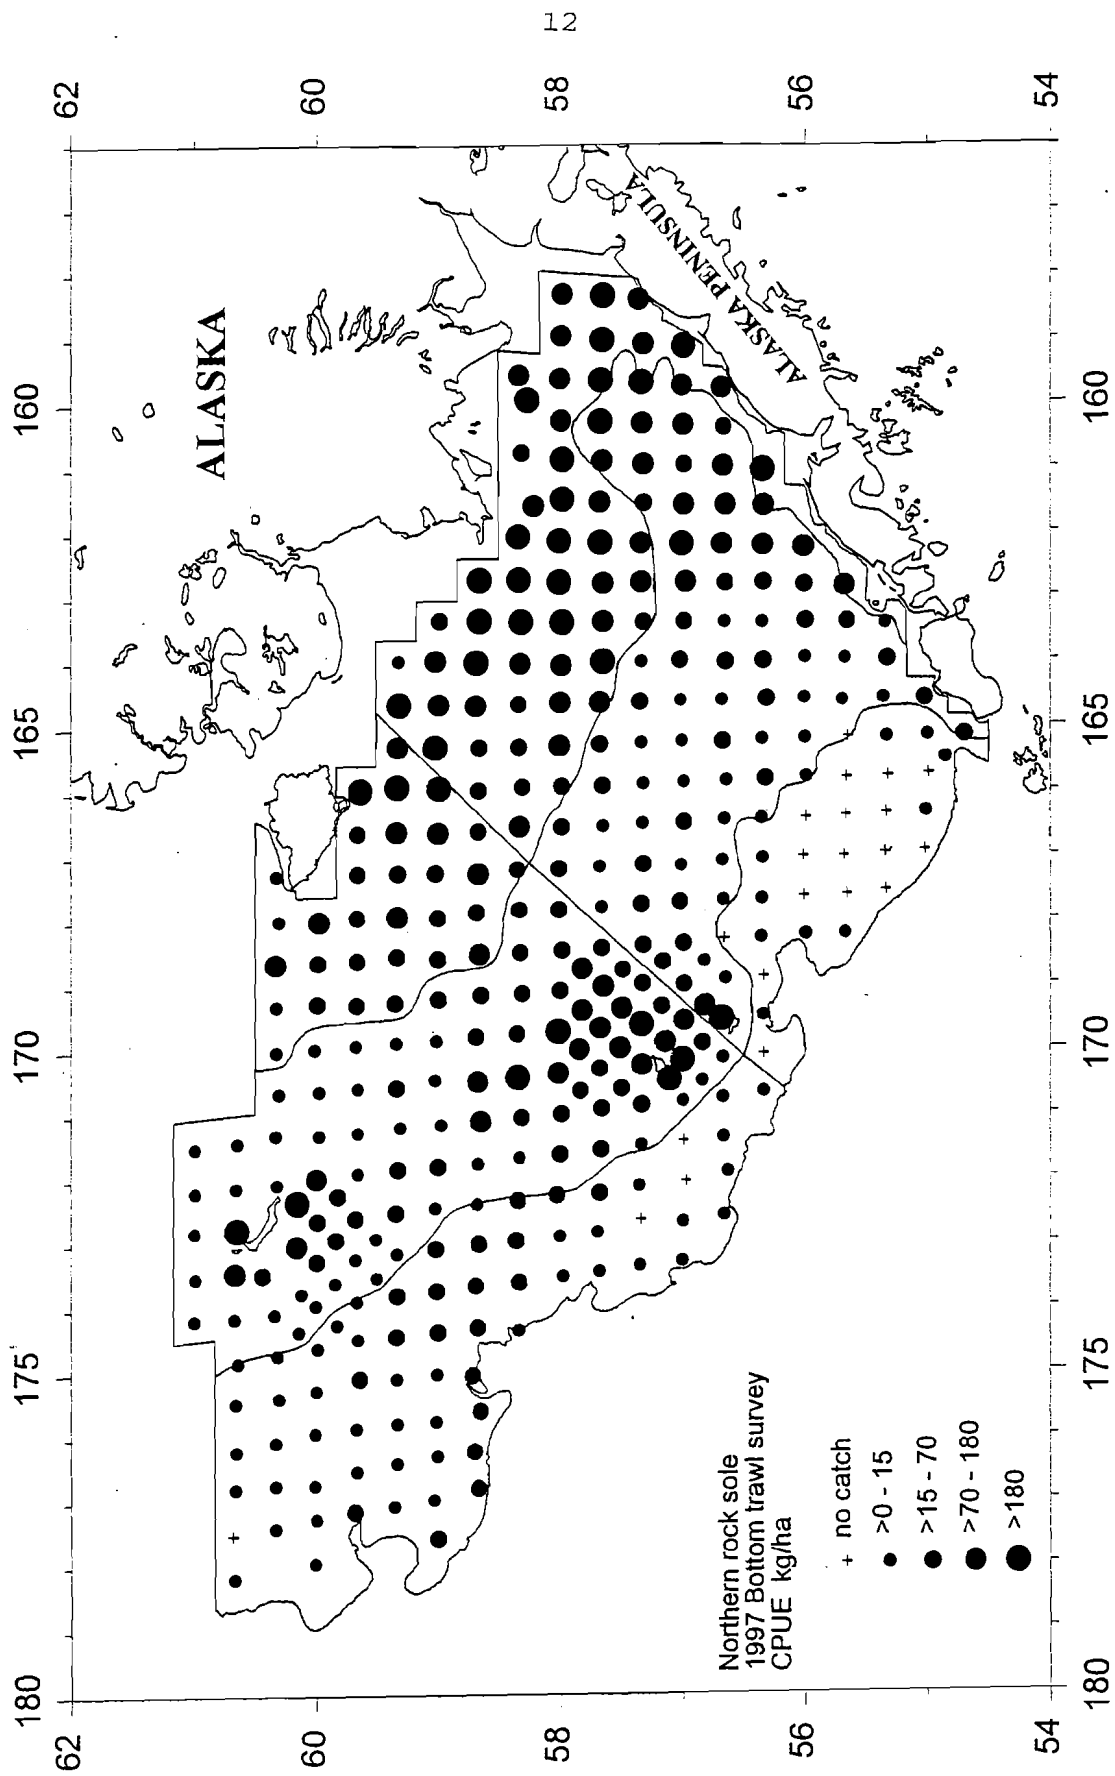 12
62
60
58
56
54
180
175
170
165
160
ALASKA
ALASKA PENINSULA
Northern rock sole
1997 Bottom trawl survey
CPUE kg/ha
+ no catch
>0 - 15
>15 - 70
>70 - 180
>180
180
175
170
165
160
62
60
58
56
54